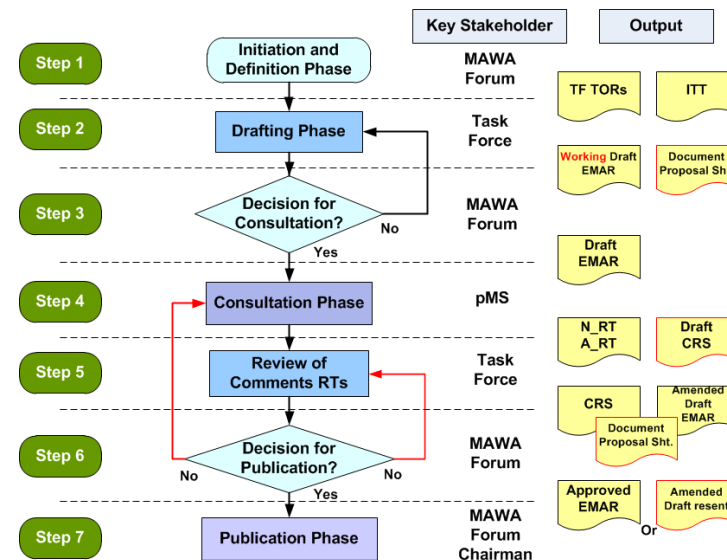 Key Stakeholder
Output
Step 1
Initiation and
Definition Phase
MAWA
Forum
TF TORs
ITT
Step 2
Drafting Phase
Task
Force
Working Draft
EMAR
Document
Proposal Sht.
Step 3
Decision for
Consultation?
No
Yes
MAWA
Forum
Draft
EMAR
Step 4
Consultation Phase
pMS
N_RT
A_RT
Draft
CRS
Step 5
Review of
Comments RTs
Task
Force
CRS
Amended
Draft
EMAR
Document
Proposal Sht.
Step 6
Decision for
Publication?
No
No
Yes
MAWA
Forum
Approved
EMAR
Or
Amended
Draft resent
Step 7
Publication Phase
MAWA
Forum
Chairman